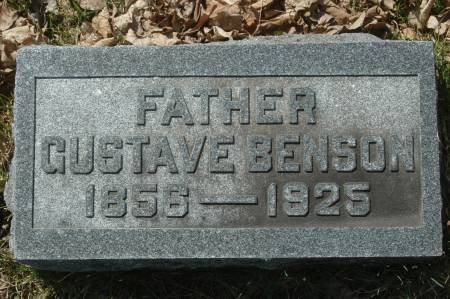 FATHER
GUSTAVE BENSON
1856 — 1925